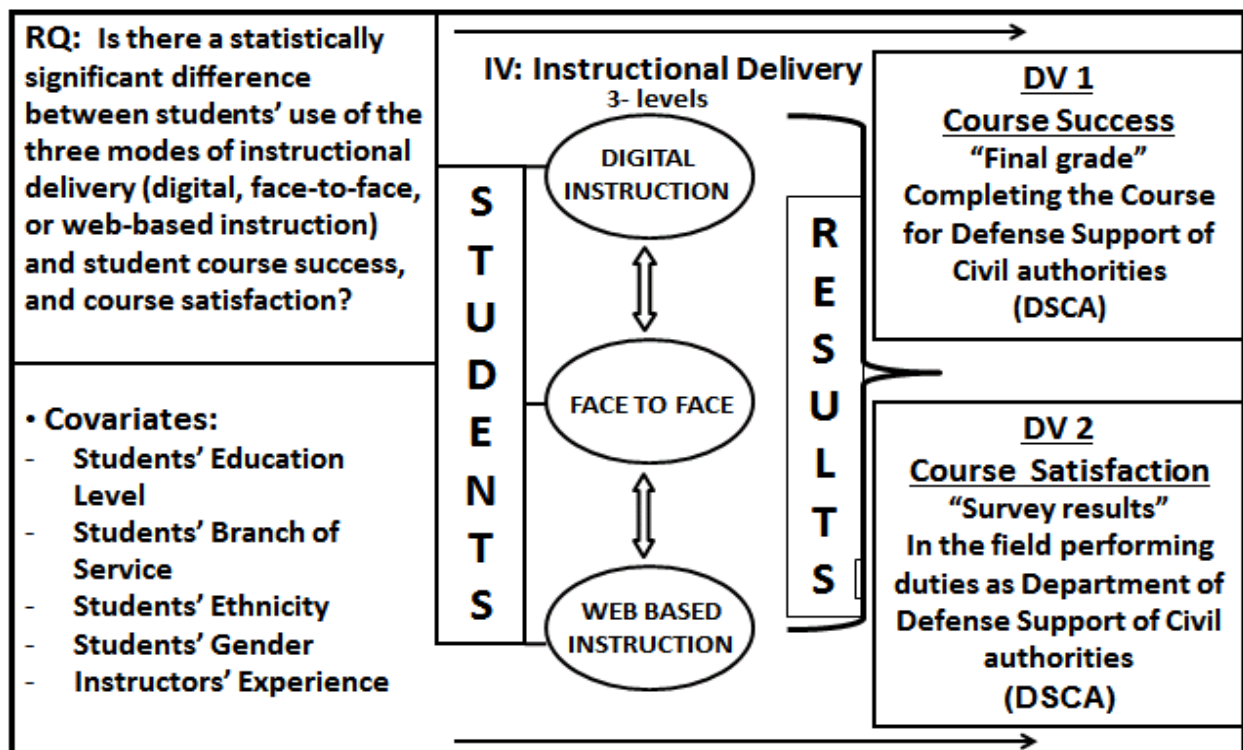 RQ: Is there a statistically
significant difference
between students' use of the
three modes of instructional
delivery (digital, face-to-face,
or web-based instruction)
and student course success,
and course satisfaction?
• Covariates:
- Students' Education
Level
- Students' Branch of
Service
- Students' Ethnicity
- Students' Gender
- Instructors' Experience
S
T
U
D
E
N
T
S
IV: Instructional Delivery
3- levels
DIGITAL
INSTRUCTION
FACE TO FACE
WEB BASED
INSTRUCTION
R
E
S
U
L
T
S
DV 1
Course Success
“Final grade”
Completing the Course
for Defense Support of
Civil authorities
(DSCA)
DV 2
Course Satisfaction
“Survey results”
In the field performing
duties as Department of
Defense Support of Civil
authorities
(DSCA)